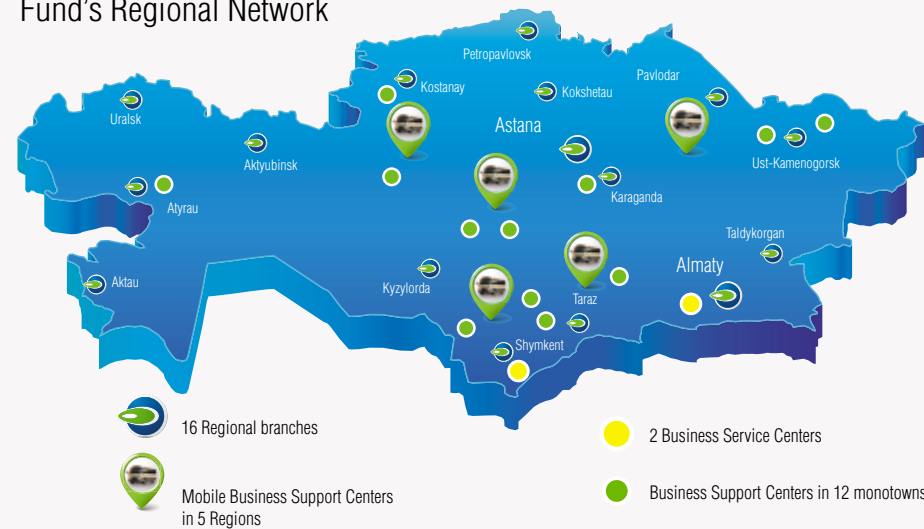 Fund's Regional Network
Petropavlovsk
Kostanay
Kokshetau
Pavlodar
Uralsk
Astana
Aktyubinsk
Ust-Kamenogorsk
Karaganda
Atyrau
Taldykorgan
Almaty
Aktau
Kyzylorda
Taraz
Shymkent
16 Regional branches
2 Business Service Centers
Mobile Business Support Centers
in 5 Regions
Business Support Centers in 12 monotowns